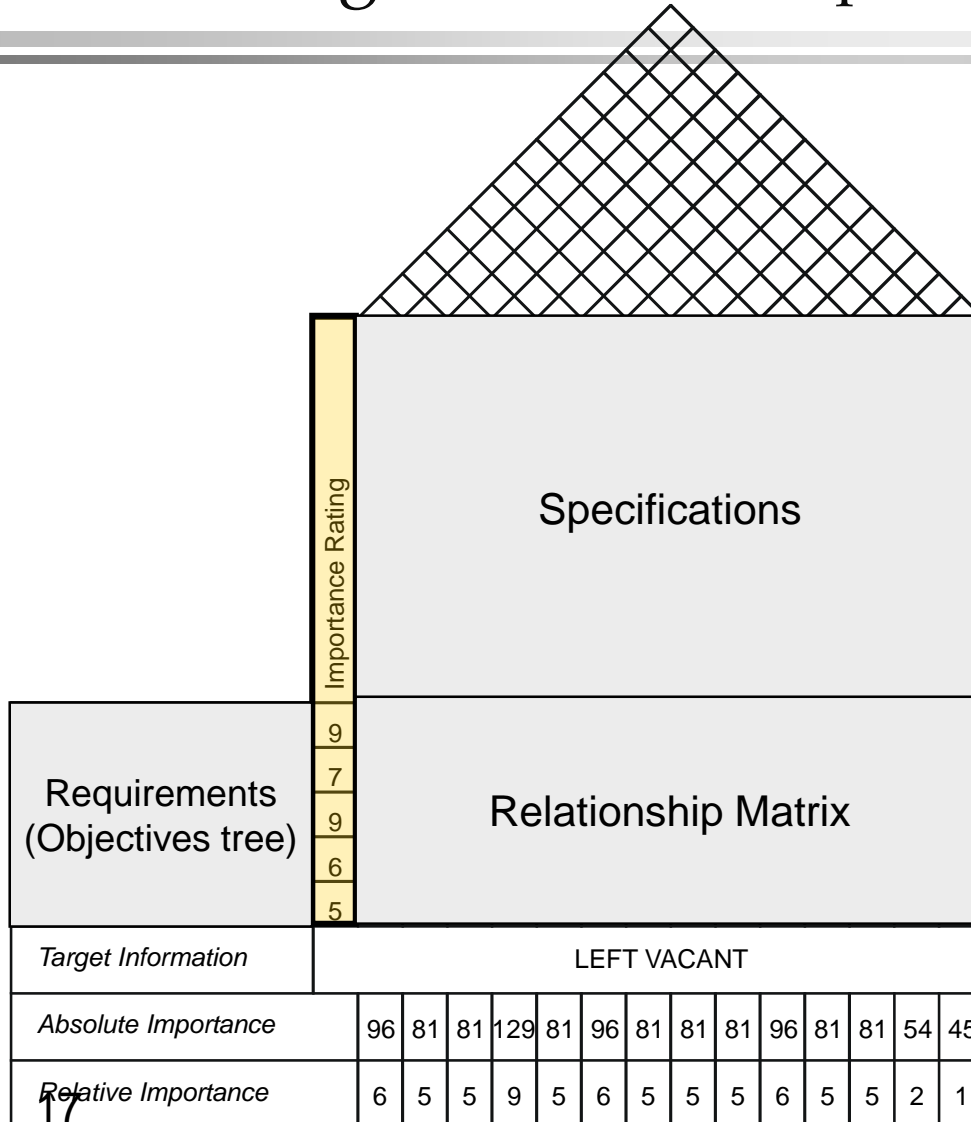 Importance Rating
Specifications
9
7
9
6
5
Requirements
(Objectives tree)
Relationship Matrix
Target Information LEFT VACANT
Absolute Importance 96 81 81 129 81 96 81 81 81 96 81 81 54 45
Relative Importance 6 5 5 9 5 6 5 5 5 6 5 5 2 1
17